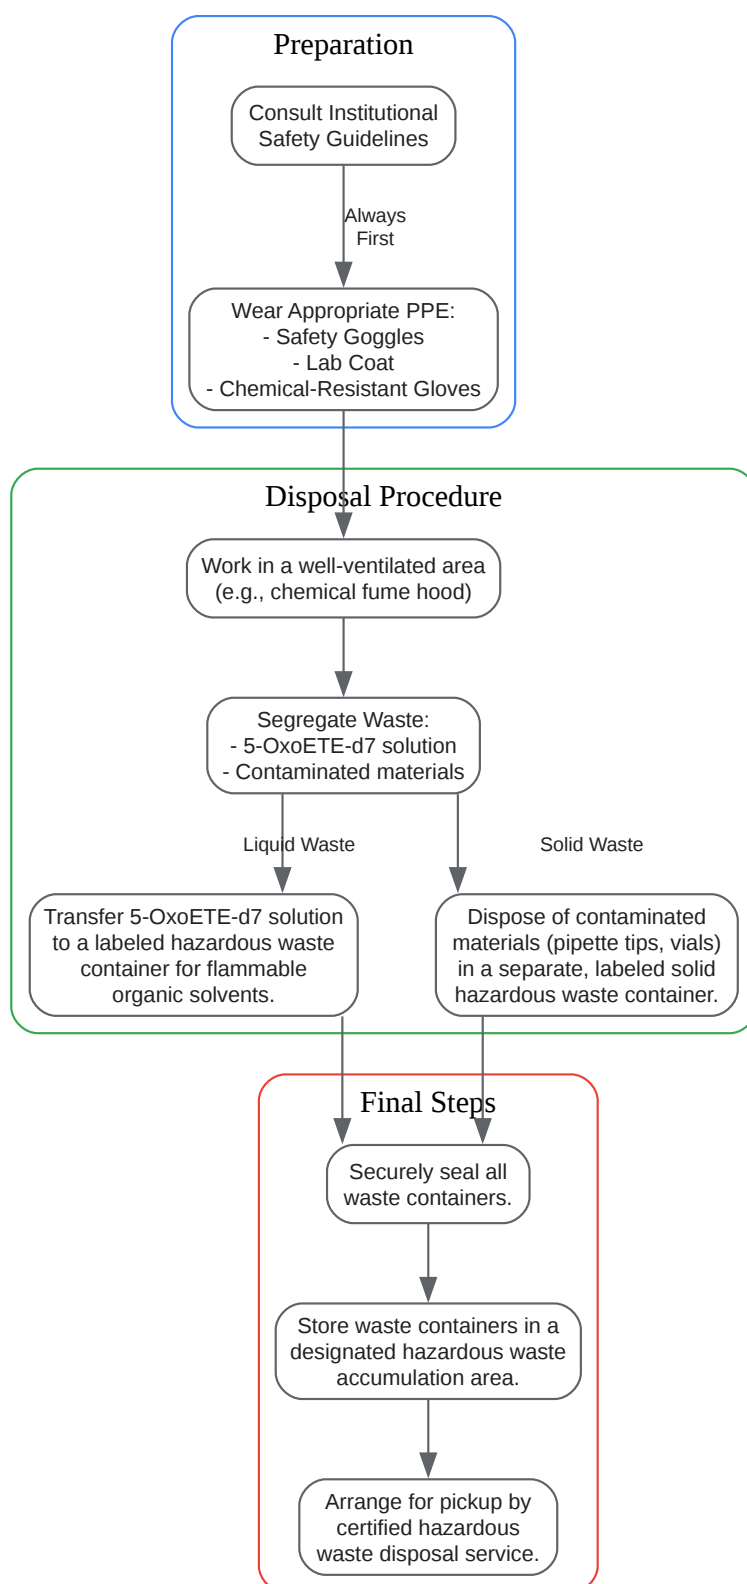 Preparation
Consult Institutional
Safety Guidelines
Always
First
Wear Appropriate PPE:
- Safety Goggles
- Lab Coat
- Chemical-Resistant Gloves
Disposal Procedure
Work in a well-ventilated area
(e.g., chemical fume hood)
Segregate Waste:
- 5-OxoETE-d7 solution
- Contaminated materials
Liquid Waste
Solid Waste
Transfer 5-OxoETE-d7 solution
to a labeled hazardous waste
container for flammable
organic solvents.
Dispose of contaminated
materials (pipette tips, vials)
in a separate, labeled solid
hazardous waste container.
Final Steps
Securely seal all
waste containers.
Store waste containers in a
designated hazardous waste
accumulation area.
Arrange for pickup by
certified hazardous
waste disposal service.